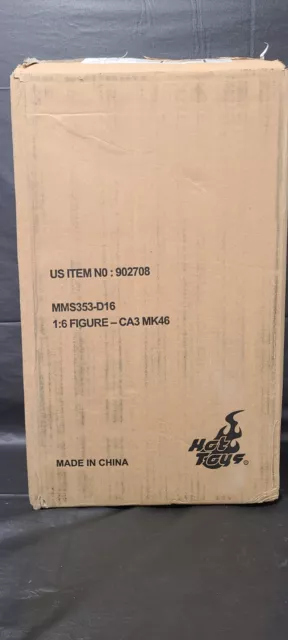 US ITEM N0 : 902708
MMS353-D16
1:6 FIGURE – CA3 MK46
Hot
Toys®
MADE IN CHINA